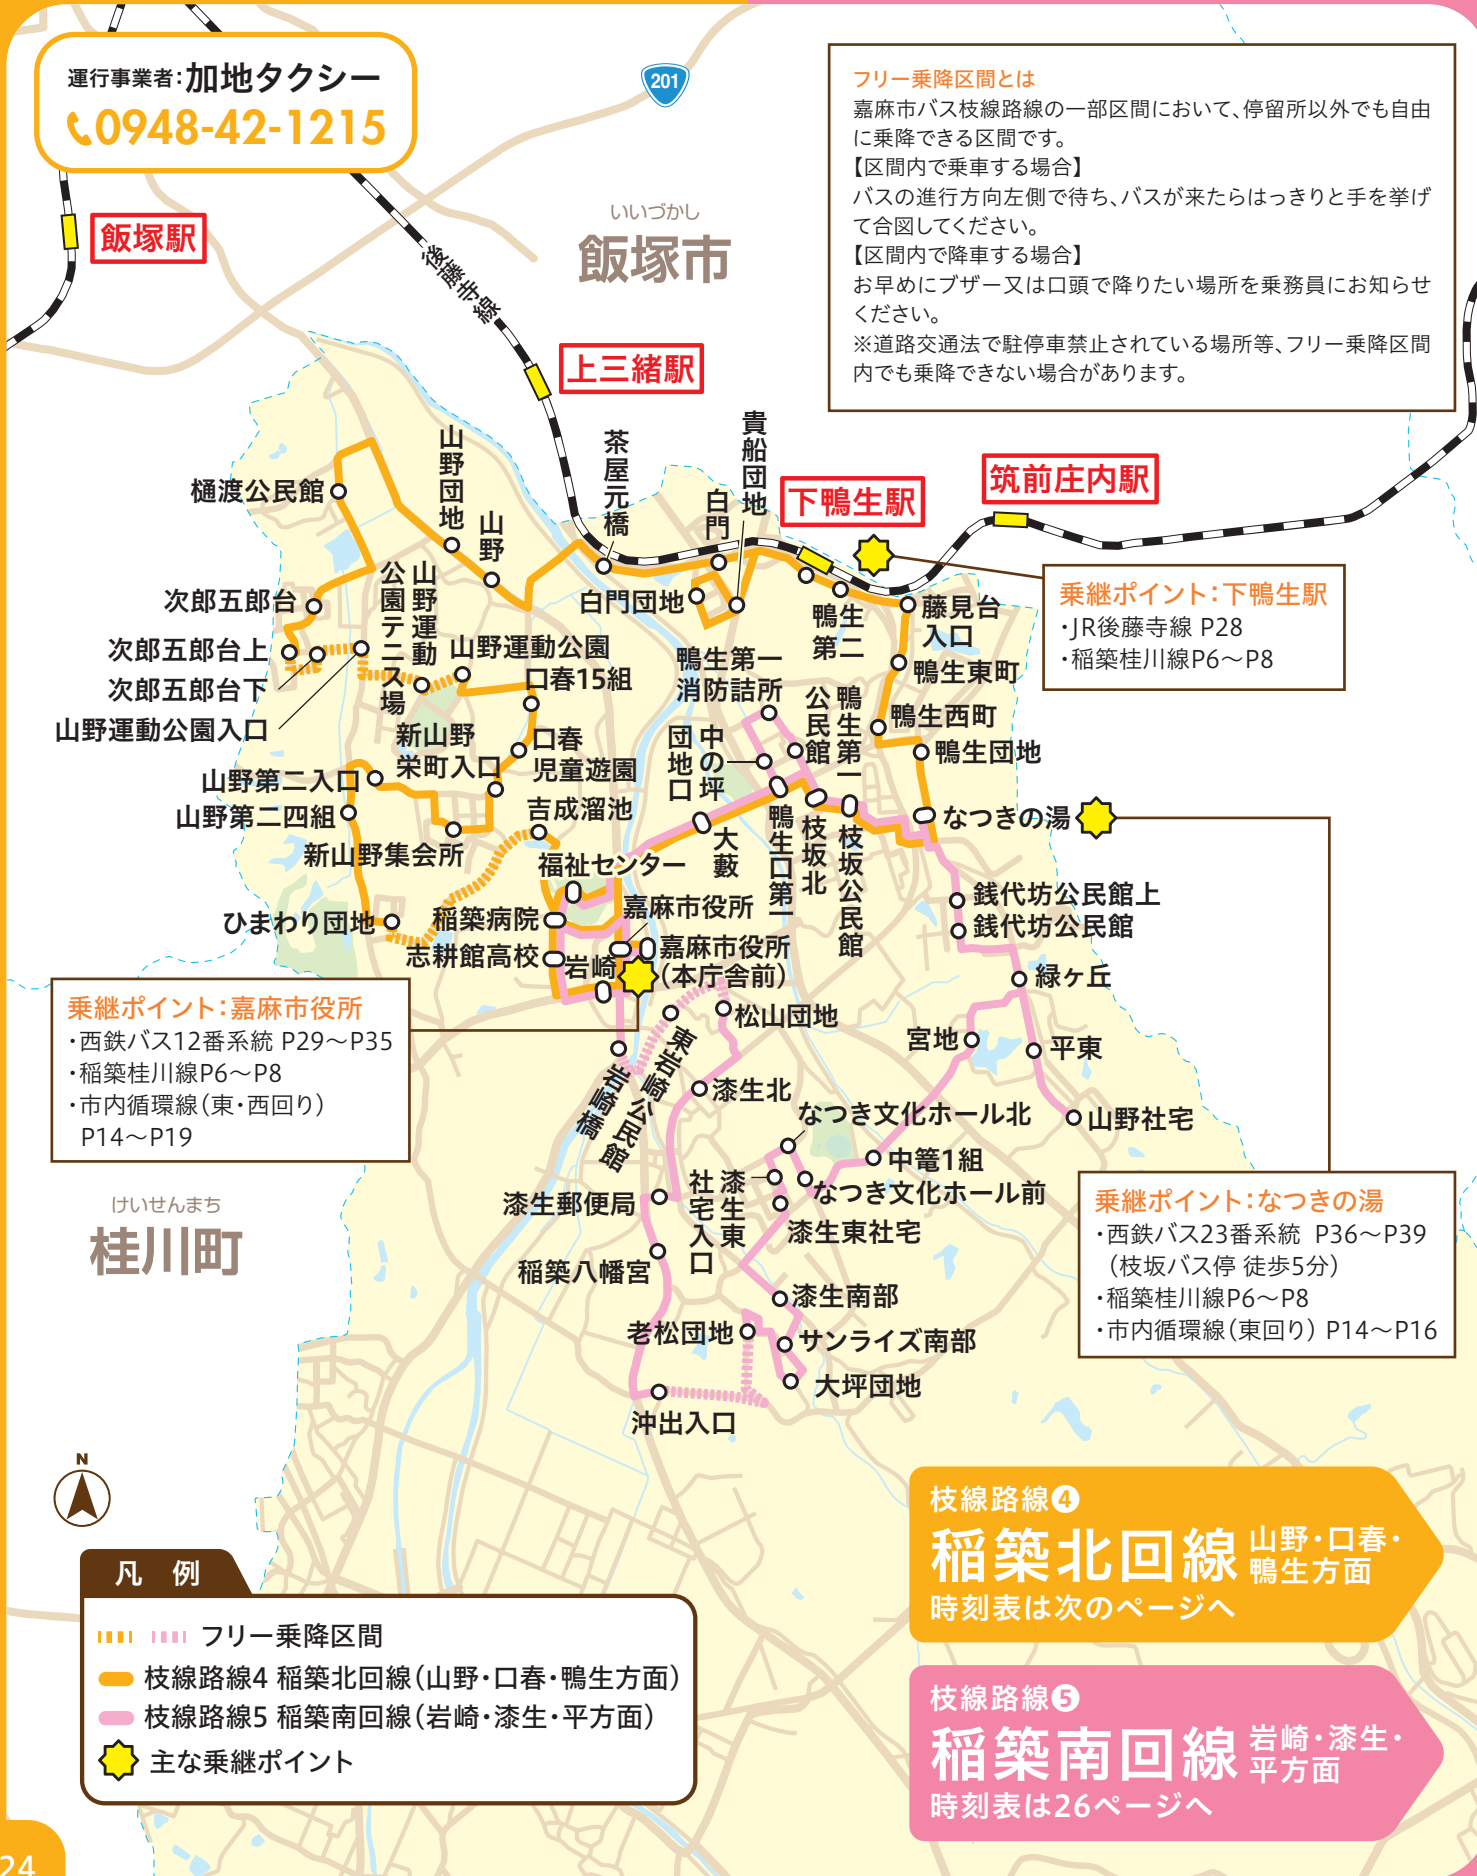 運行事業者:加地タクシー
0948-42-1215
201
フリー乗降区間とは
嘉麻市バス枝線路線の一部区間において、停留所以外でも自由
に乗降できる区間です。
【区間内で乗車する場合】
バスの進行方向左側で待ち、バスが来たらはっきりと手を挙げ
て合図してください。
【区間内で降車する場合】
お早めにブザー又は口頭で降りたい場所を乗務員にお知らせ
ください。
※道路交通法で駐停車禁止されている場所等、フリー乗降区間
内でも乗降できない場合があります。
飯塚駅
いいづかし
飯塚市
後藤寺線
上三緒駅
下鴨生駅
筑前庄内駅
樋渡公民館
山野団地
山野
茶屋元橋
白門
貴船団地
白門団地
次郎五郎台
次郎五郎台上
次郎五郎台下
山野運動公園入口
山野運動
公園テニス場
山野運動公園
口春15組
新山野
栄町入口
口春
児童遊園
山野第二入口
山野第二四組
新山野集会所
吉成溜池
ひまわり団地
福祉センター
稲築病院
志耕館高校
岩崎
嘉麻市役所
嘉麻市役所
(本庁舎前)
鴨生
第二
藤見台
入口
鴨生東町
鴨生西町
鴨生団地
なつきの湯
鴨生第一
消防詰所
鴨生第一
公民館
中の坪
団地口
大藪
鴨生口第一
枝坂北
枝坂公民館
銭代坊公民館上
銭代坊公民館
緑ヶ丘
宮地
平東
山野社宅
松山団地
東岩崎公民館
岩崎橋
漆生北
なつき文化ホール北
中篭1組
なつき文化ホール前
漆生東
社宅入口
漆生東社宅
漆生郵便局
稲築八幡宮
漆生南部
老松団地
サンライズ南部
大坪団地
沖出入口
乗継ポイント:下鴨生駅
・JR後藤寺線 P28
・稲築桂川線P6〜P8
乗継ポイント:嘉麻市役所
・西鉄バス12番系統 P29〜P35
・稲築桂川線P6〜P8
・市内循環線(東・西回り)
P14〜P19
乗継ポイント:なつきの湯
・西鉄バス23番系統 P36〜P39
(枝坂バス停 徒歩5分)
・稲築桂川線P6〜P8
・市内循環線(東回り) P14〜P16
けいせんまち
桂川町
N
凡 例
フリー乗降区間
枝線路線4 稲築北回線(山野・口春・鴨生方面)
枝線路線5 稲築南回線(岩崎・漆生・平方面)
主な乗継ポイント
枝線路線❹
稲築北回線 山野・口春・
鴨生方面
時刻表は次のページへ
枝線路線❺
稲築南回線 岩崎・漆生・
平方面
時刻表は26ページへ
24